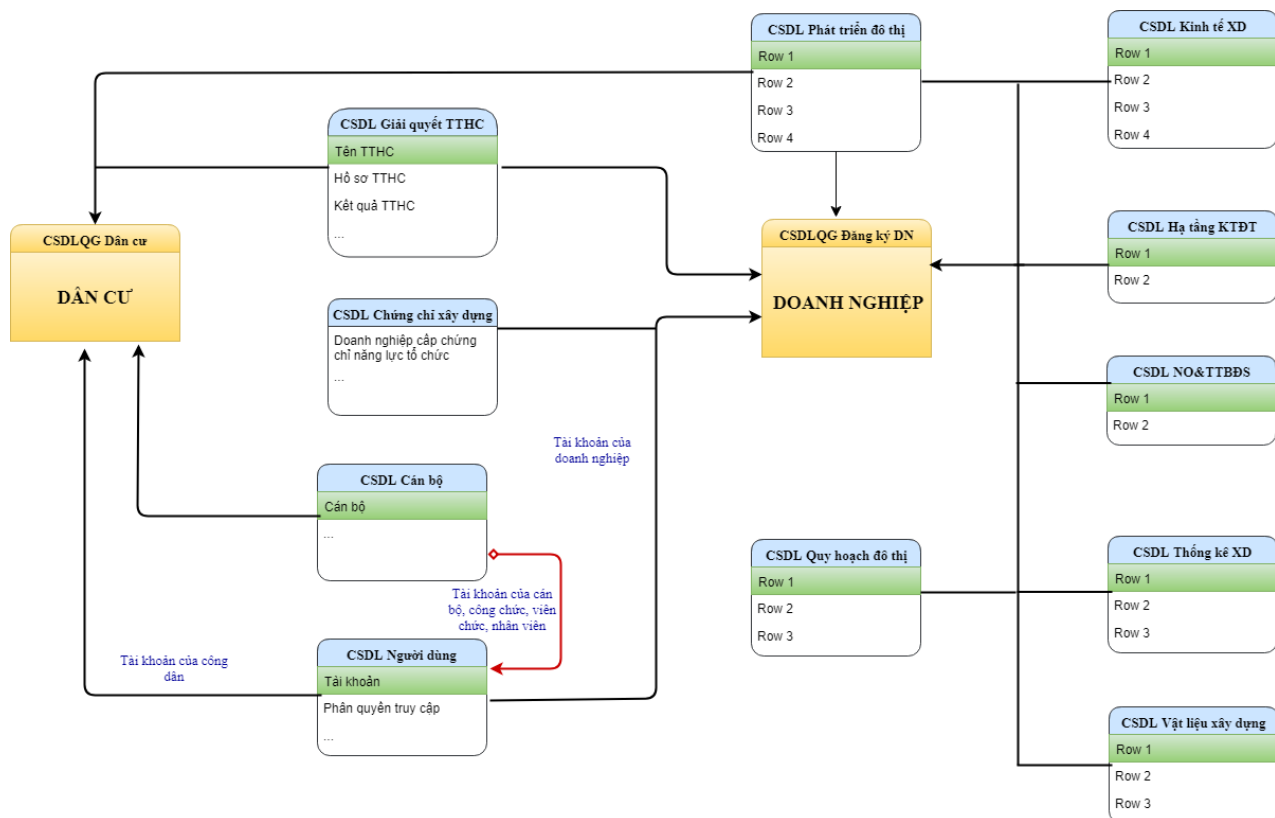 CSDL Phát triển đô thị
Row 1
Row 2
Row 3
Row 4
CSDL Kinh tế XD
Row 1
Row 2
Row 3
Row 4
CSDL Giải quyết TTHC
Tên TTHC
Hồ sơ TTHC
Kết quả TTHC
...
CSDLQG Dân cư
DÂN CƯ
CSDLQG Đăng ký DN
DOANH NGHIỆP
CSDL Hạ tầng KTĐT
Row 1
Row 2
CSDL Chứng chỉ xây dựng
Doanh nghiệp cấp chứng
chỉ năng lực tổ chức
...
CSDL NO&TTBĐS
Row 1
Row 2
Tài khoản của
doanh nghiệp
CSDL Cán bộ
Cán bộ
...
CSDL Quy hoạch đô thị
Row 1
Row 2
Row 3
CSDL Thống kê XD
Row 1
Row 2
Row 3
Tài khoản của cán
bộ, công chức, viên
chức, nhân viên
Tài khoản của công
dân
CSDL Người dùng
Tài khoản
Phân quyền truy cập
...
CSDL Vật liệu xây dựng
Row 1
Row 2
Row 3